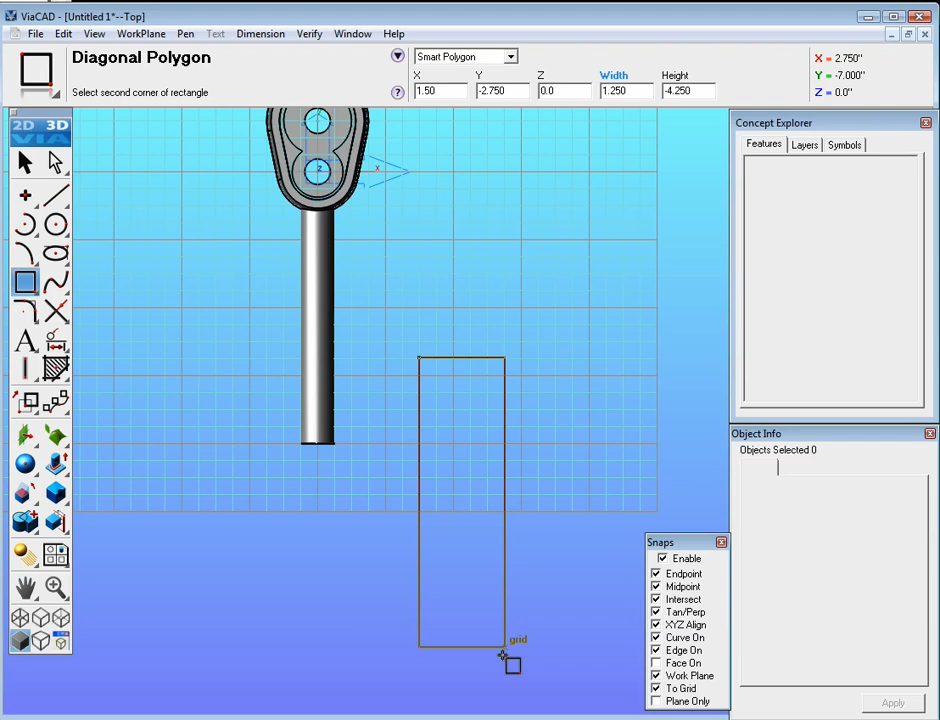 ViaCAD - [Untitled 1*--Top]
File Edit View WorkPlane Pen Text Dimension Verify Window Help
Diagonal Polygon
Select second corner of rectangle
Smart Polygon
X Y Z Width Height
1.50 -2.750 0.0 1.250 -4.250
X = 2.750"
Y = -7.000"
Z = 0.0"
2D 3D
VIA
z x
grid
Concept Explorer
Features Layers Symbols
Object Info
Objects Selected 0
Apply
Snaps
Enable
Endpoint
Midpoint
Intersect
Tan/Perp
XYZ Align
Curve On
Edge On
Face On
Work Plane
To Grid
Plane Only